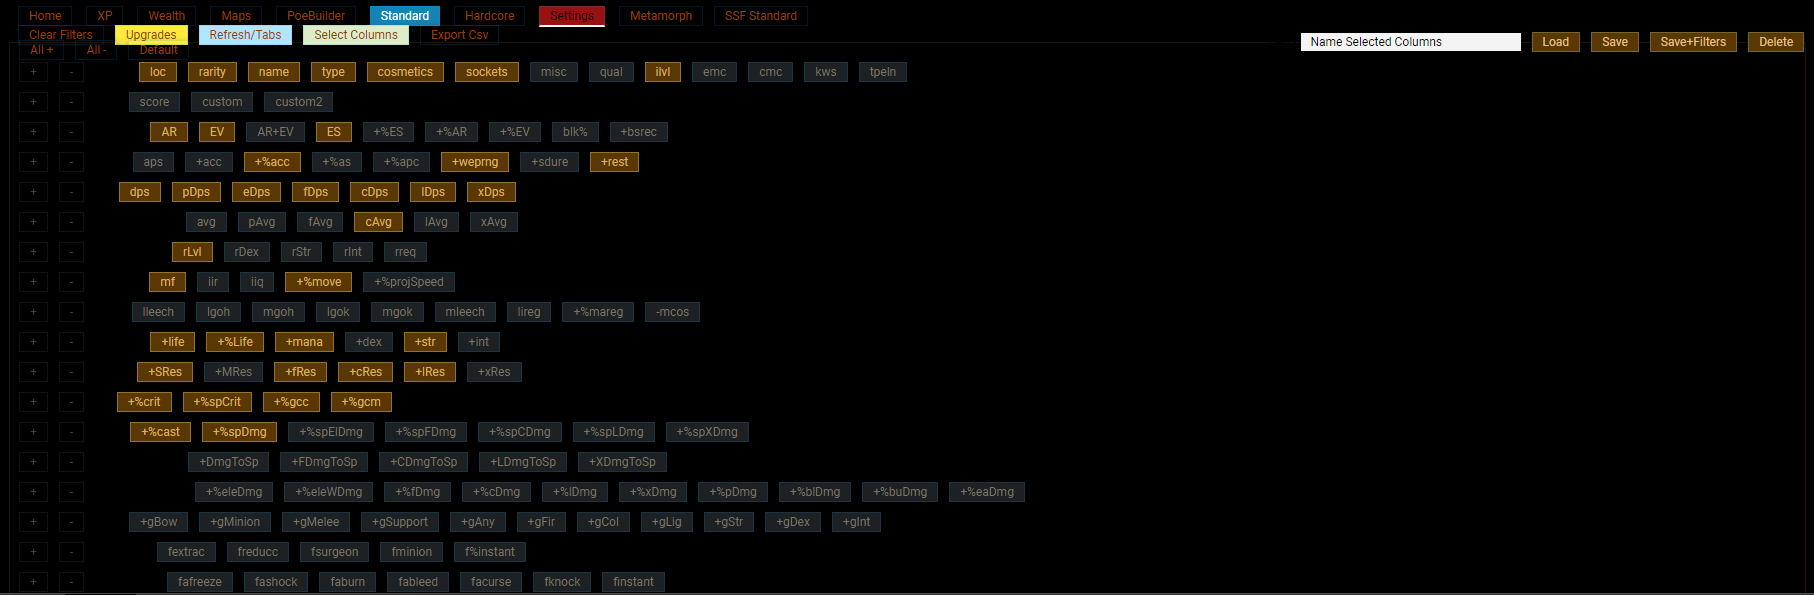 Home XP Wealth Maps PoeBuilder Standard Hardcore Settings Metamorph SSF Standard
Clear Filters Upgrades Refresh/Tabs Select Columns Export Csv
Name Selected Columns Load Save Save+Filters Delete
All + All - Default
+ - loc rarity name type cosmetics sockets misc qual ilvl emc cmc kws tpeln
+ - score custom custom2
+ - AR EV AR+EV ES +%ES +%AR +%EV blk% +bsrec
+ - aps +acc +%acc +%as +%apc +weprng +sdure +rest
+ - dps pDps eDps fDps cDps lDps xDps
+ - avg pAvg fAvg cAvg lAvg xAvg
+ - rLvl rDex rStr rInt rreq
+ - mf iir iiq +%move +%projSpeed
+ - lleech lgoh mgoh lgok mgok mleech lireg +%mareg -mcos
+ - +life +%Life +mana +dex +str +int
+ - +SRes +MRes +fRes +cRes +lRes +xRes
+ - +%crit +%spCrit +%gcc +%gcm
+ - +%cast +%spDmg +%spElDmg +%spFDmg +%spCDmg +%spLDmg +%spXDmg
+ - +DmgToSp +FDmgToSp +CDmgToSp +LDmgToSp +XDmgToSp
+ - +%eleDmg +%eleWDmg +%fDmg +%cDmg +%lDmg +%xDmg +%pDmg +%blDmg +%buDmg +%eaDmg
+ - +gBow +gMinion +gMelee +gSupport +gAny +gFir +gCol +gLig +gStr +gDex +gInt
+ - fextrac freducc fsurgeon fminion f%instant
+ - fafreeze fashock faburn fableed facurse fknock finstant